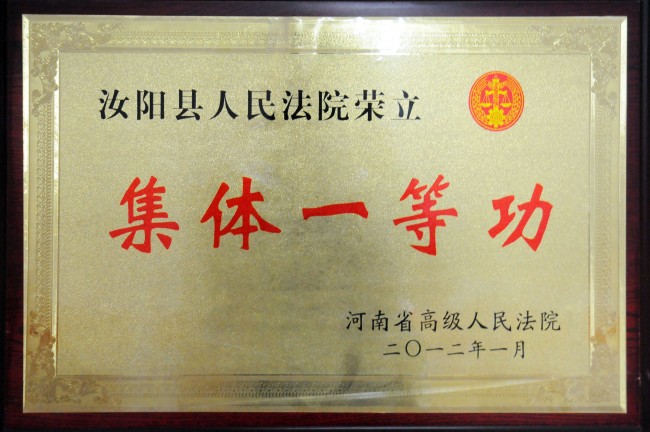 汝阳县人民法院荣立
集体一等功
河南省高级人民法院
二〇一二年一月